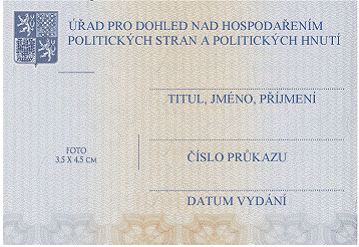 ÚŘAD PRO DOHLED NAD HOSPODAŘENÍM
POLITICKÝCH STRAN A POLITICKÝCH HNUTÍ
TITUL, JMÉNO, PŘÍJMENÍ
FOTO
3,5 X 4,5 CM
ČÍSLO PRŮKAZU
DATUM VYDÁNÍ